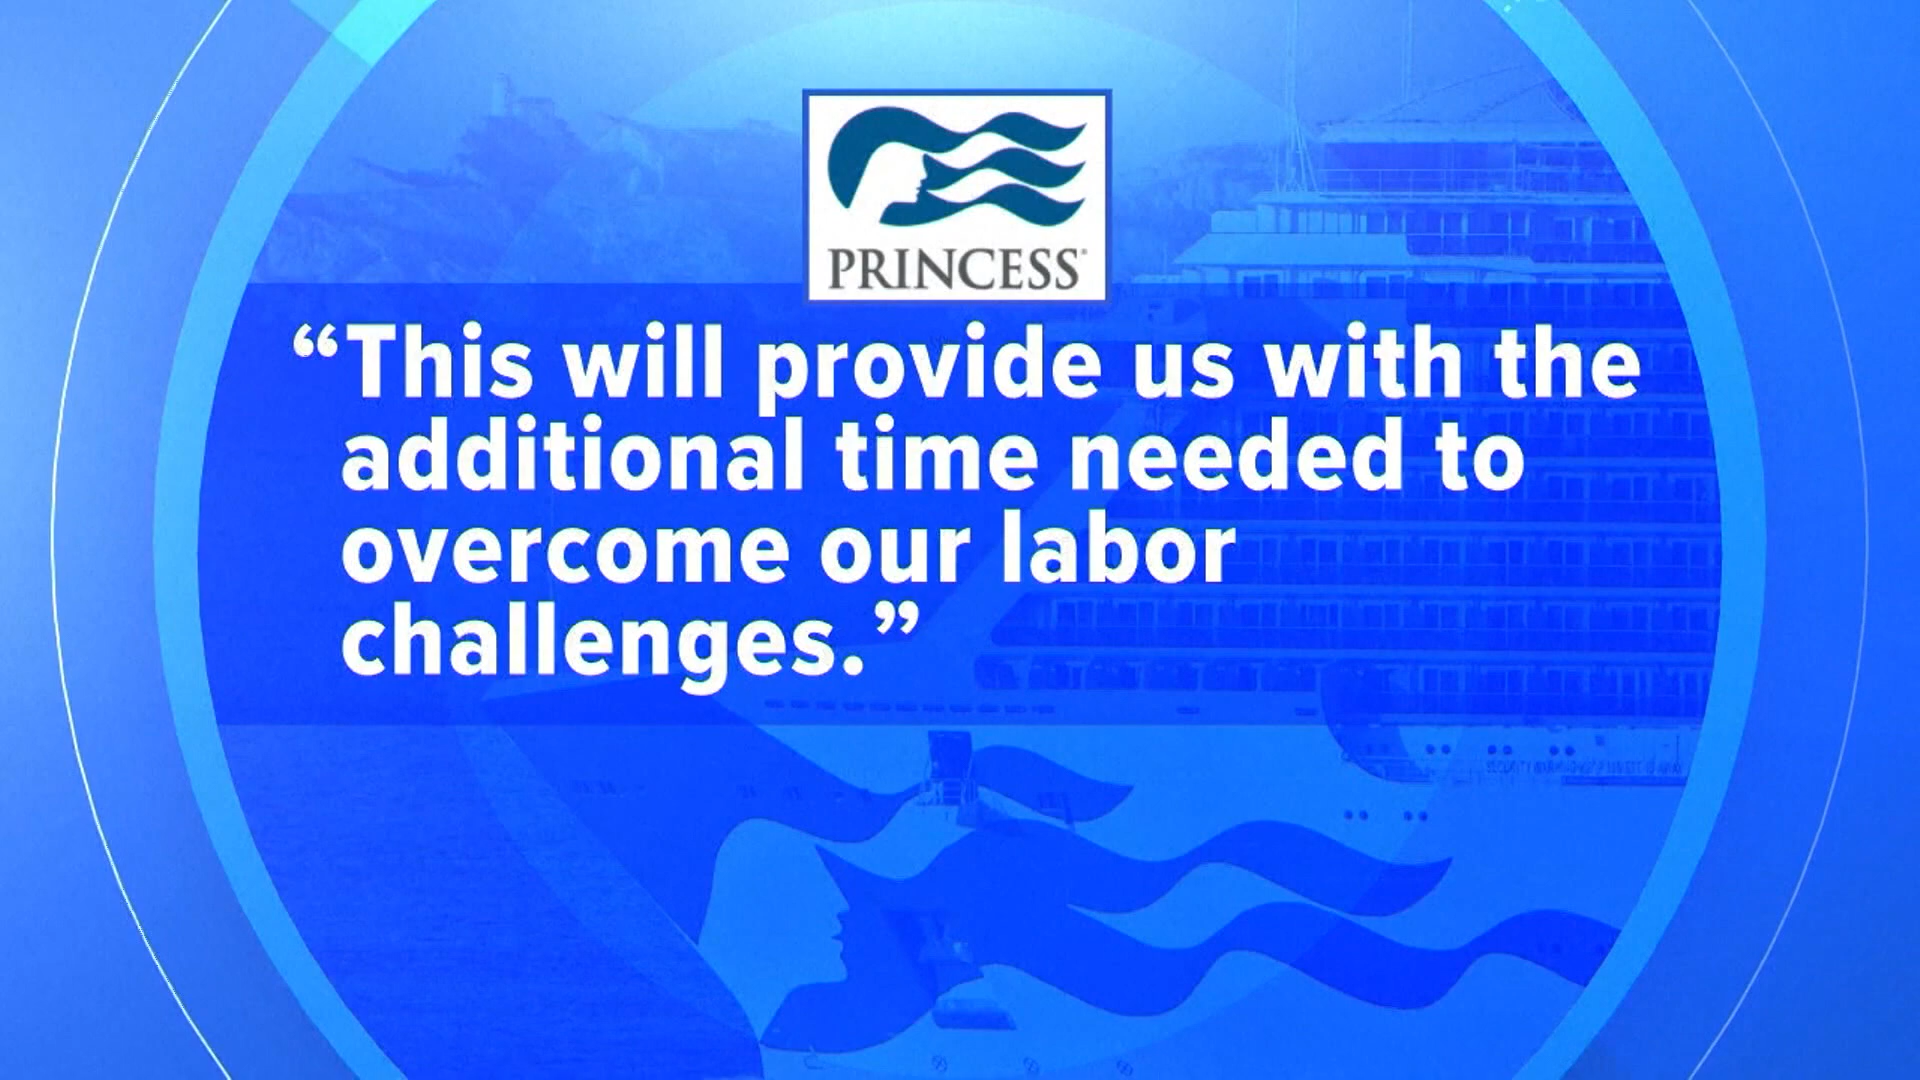 PRINCESS®
“This will provide us with the
additional time needed to
overcome our labor
challenges.”